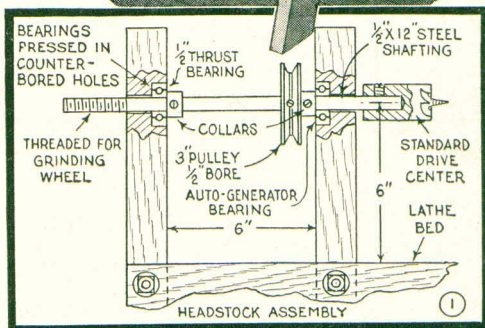 BEARINGS
PRESSED IN
COUNTER-
BORED HOLES
1/2" THRUST
BEARING
1/2" X 12" STEEL
SHAFTING
THREADED FOR
GRINDING
WHEEL
COLLARS
3" PULLEY
1/2" BORE
AUTO-GENERATOR
BEARING
STANDARD
DRIVE
CENTER
6"
6"
LATHE
BED
HEADSTOCK ASSEMBLY
1